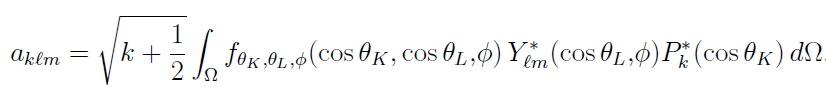 $a_{k\ell m} = \sqrt{k + \frac{1}{2}} \int_{\Omega} f_{\theta_K,\theta_L,\phi}(\cos\theta_K, \cos\theta_L, \phi)\, Y^*_{\ell m}(\cos\theta_L, \phi) P^*_k(\cos\theta_K)\, d\Omega.$